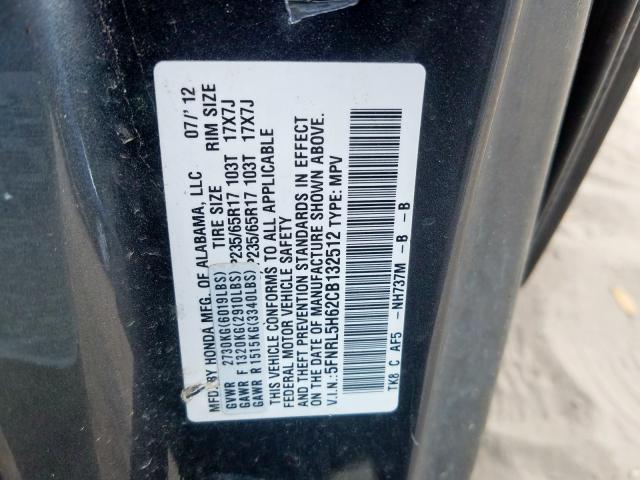 MFD. BY HONDA MFG. OF ALABAMA, LLC 07/'12
TIRE SIZE RIM SIZE
GVWR 2730KG(6019LBS)
GAWR F 1320KG(2910LBS) P235/65R17 103T 17X7J
GAWR R 1515KG(3340LBS) P235/65R17 103T 17X7J
THIS VEHICLE CONFORMS TO ALL APPLICABLE
FEDERAL MOTOR VEHICLE SAFETY
AND THEFT PREVENTION STANDARDS IN EFFECT
ON THE DATE OF MANUFACTURE SHOWN ABOVE.
V.I.N.:5FNRL5H62CB132512 TYPE: MPV
TK8 C AF5 -NH737M -B -B